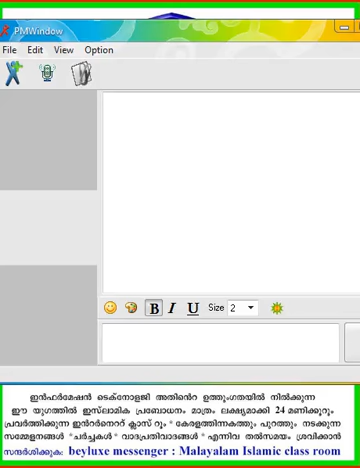 PMWindow
File Edit View Option
B I U Size 2
ഇൻഫർമേഷൻ ടെക്നോളജി അതിന്റെ ഉത്തുംഗതയിൽ നിൽക്കുന്ന
ഈ യുഗത്തിൽ ഇസ്ലാമിക പ്രബോധനം മാത്രം ലക്ഷ്യമാക്കി 24 മണിക്കൂറും
പ്രവർത്തിക്കുന്ന ഇൻറർനെററ് ക്ലാസ് റൂം * കേരളത്തിന്നകത്തും പുറത്തും നടക്കുന്ന
സമ്മേളനങ്ങൾ *ചർച്ചകൾ * വാദപ്രതിവാദങ്ങൾ * എന്നിവ തൽസമയം ശ്രവിക്കാൻ
സന്ദർശിക്കുക: beyluxe messenger : Malayalam Islamic class room